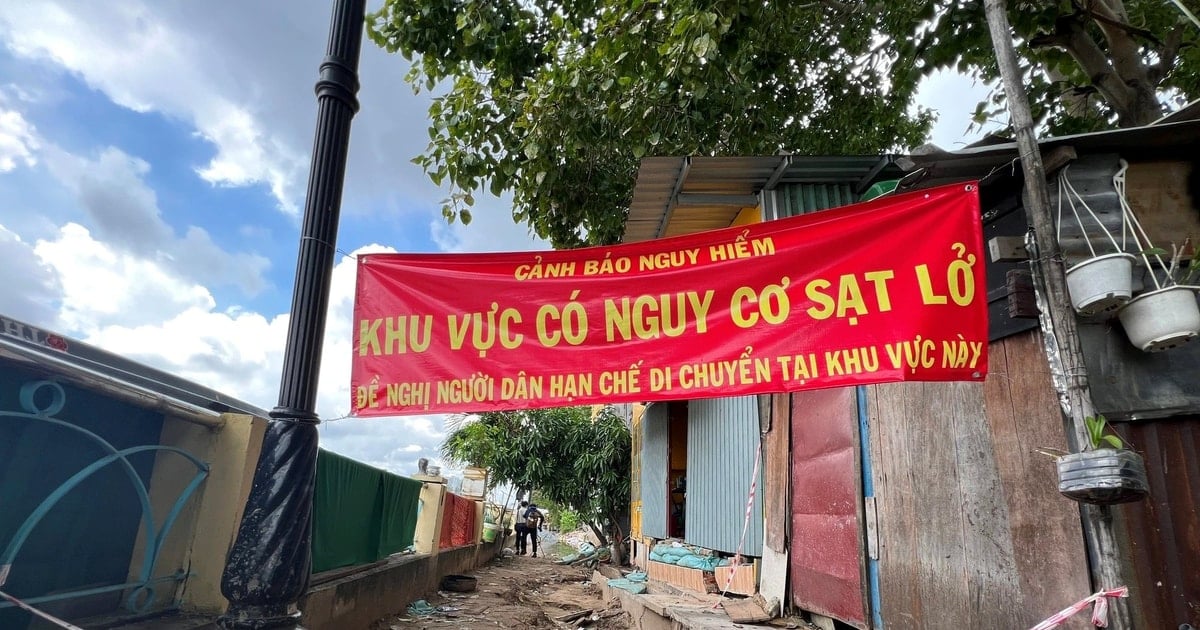 CẢNH BÁO NGUY HIỂM
KHU VỰC CÓ NGUY CƠ SẠT LỞ
ĐỀ NGHỊ NGƯỜI DÂN HẠN CHẾ DI CHUYỂN TẠI KHU VỰC NÀY